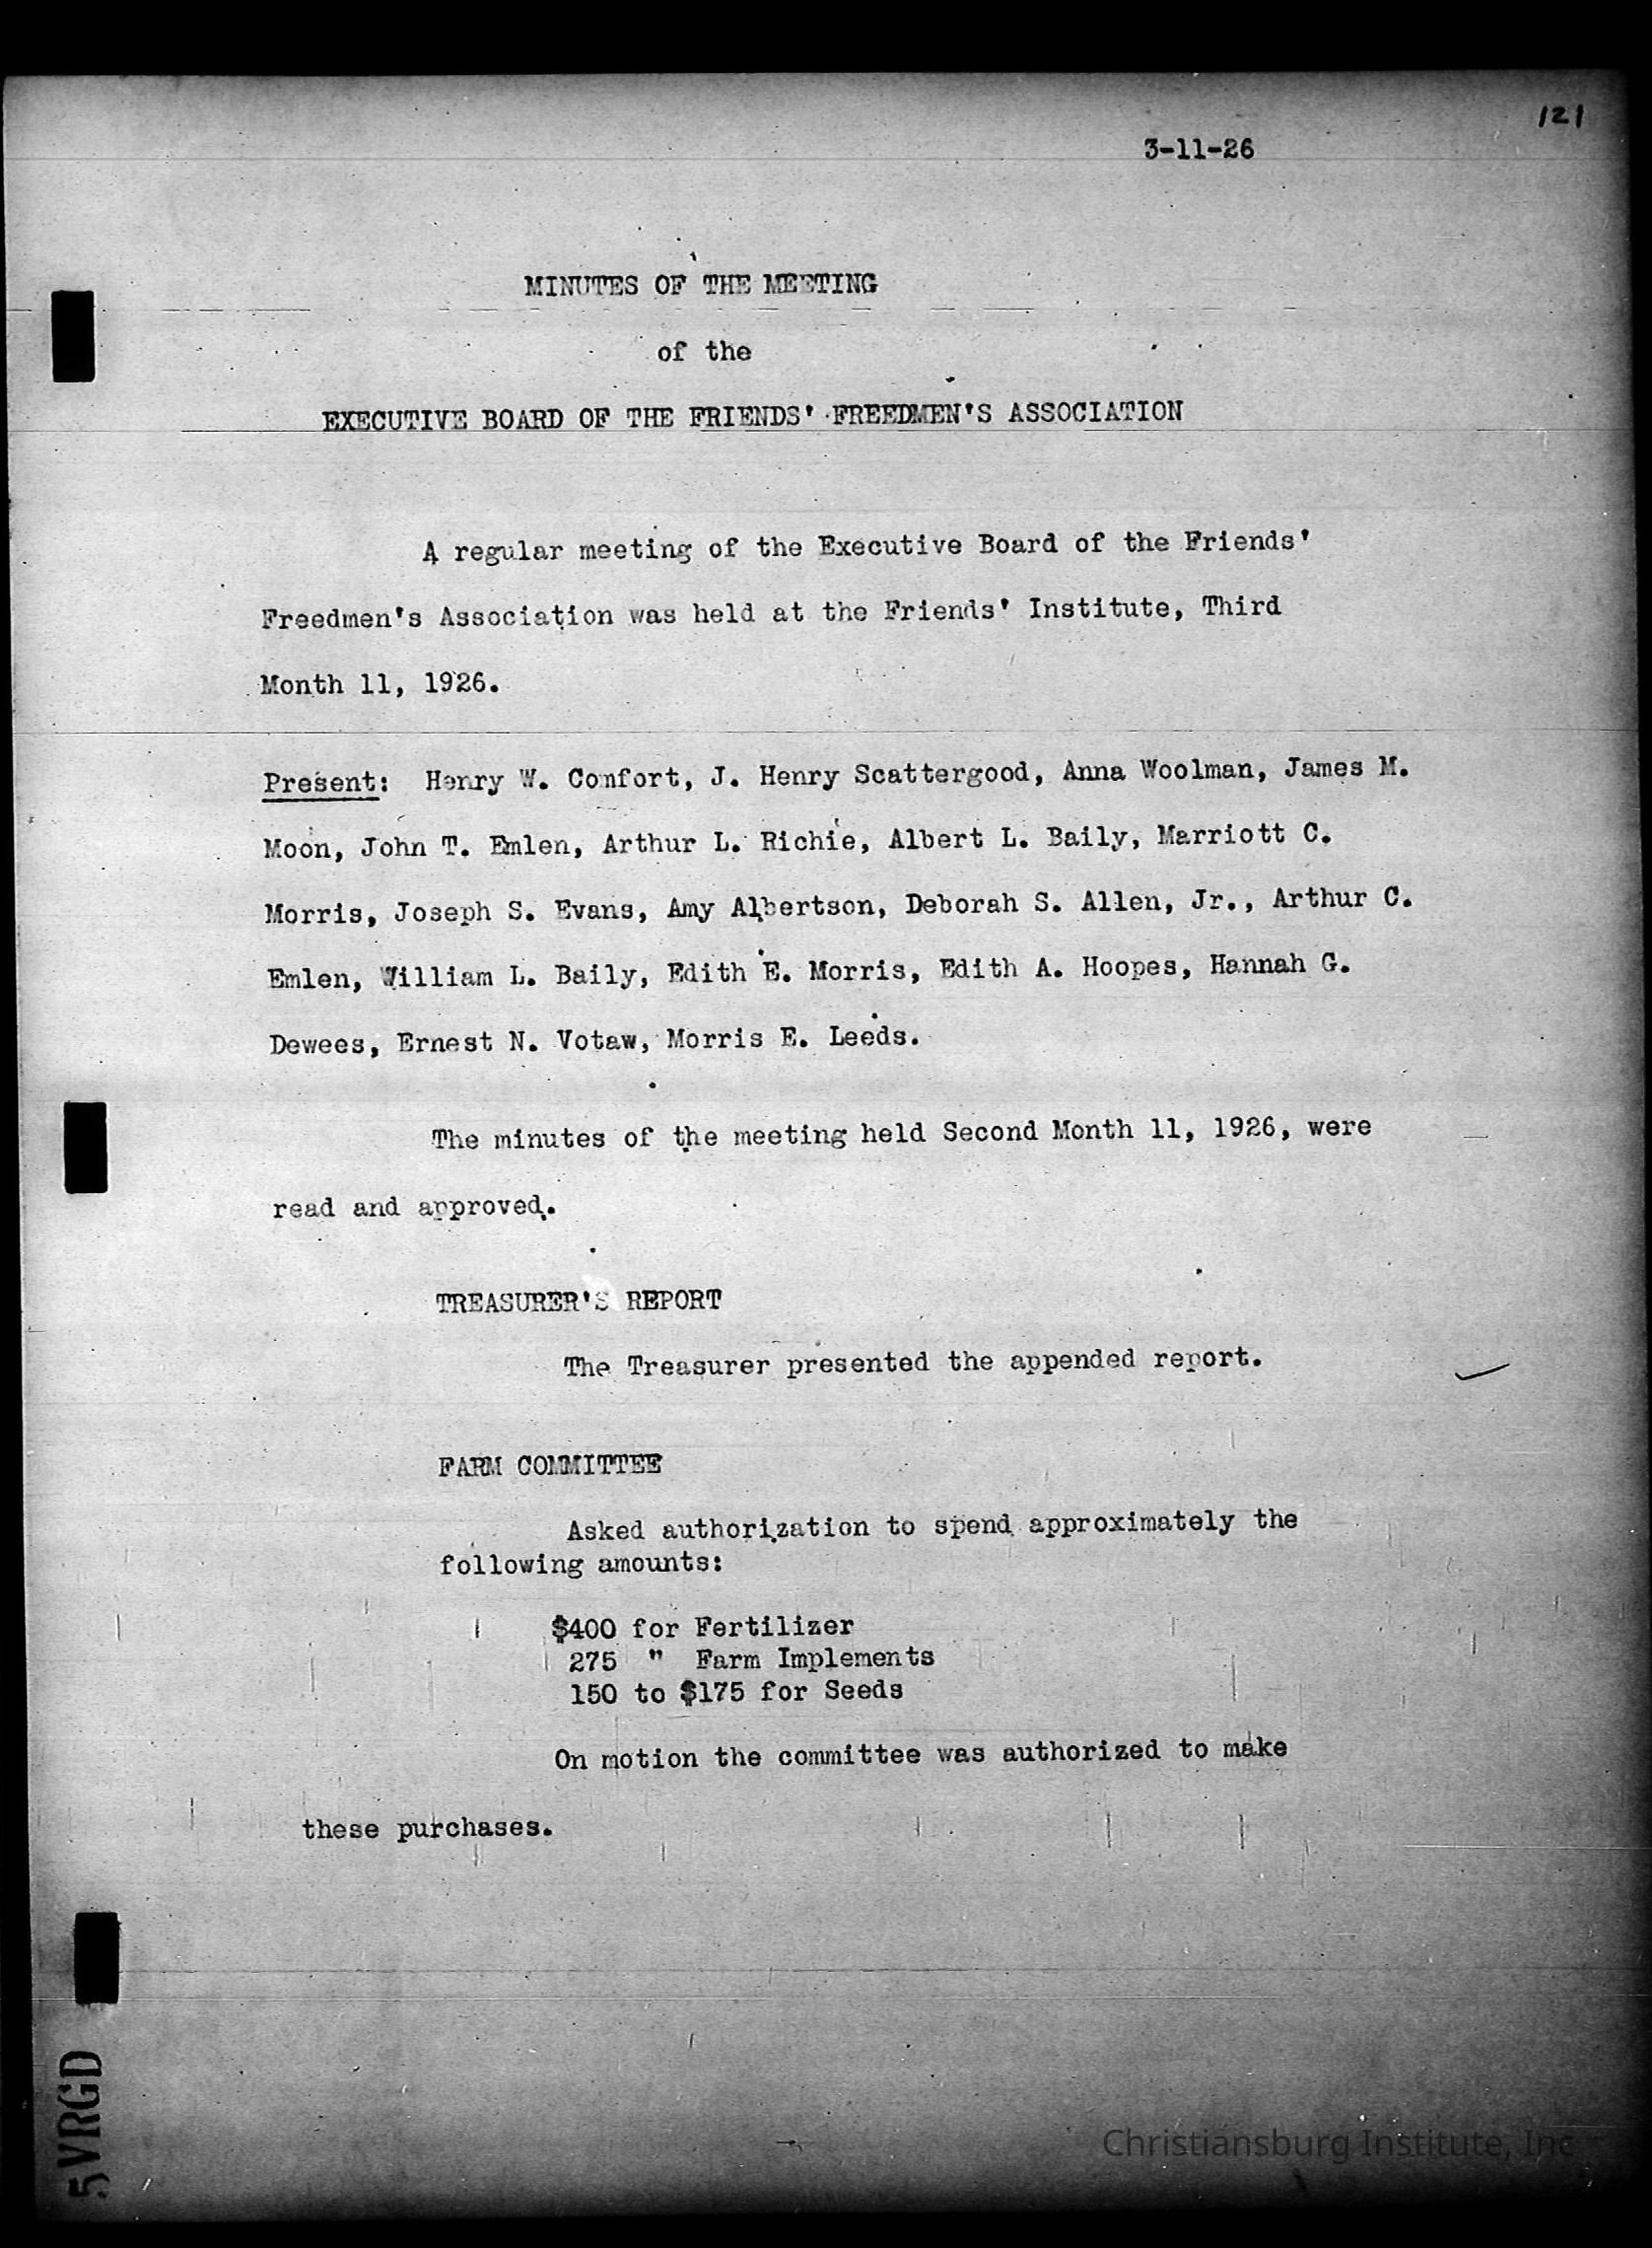 121
3-11-26
MINUTES OF THE MEETING
of the
EXECUTIVE BOARD OF THE FRIENDS' FREEDMEN'S ASSOCIATION
A regular meeting of the Executive Board of the Friends'
Freedmen's Association was held at the Friends' Institute, Third
Month 11, 1926.
Present: Henry W. Comfort, J. Henry Scattergood, Anna Woolman, James M.
Moon, John T. Emlen, Arthur L. Richie, Albert L. Baily, Marriott C.
Morris, Joseph S. Evans, Amy Albertson, Deborah S. Allen, Jr., Arthur C.
Emlen, William L. Baily, Edith E. Morris, Edith A. Hoopes, Hannah G.
Dewees, Ernest N. Votaw, Morris E. Leeds.
The minutes of the meeting held Second Month 11, 1926, were
read and approved.
TREASURER'S REPORT
The Treasurer presented the appended report.
FARM COMMITTEE
Asked authorization to spend approximately the
following amounts:
$400 for Fertilizer
275 " Farm Implements
150 to $175 for Seeds
On motion the committee was authorized to make
these purchases.
5VRGD
Christiansburg Institute, Inc